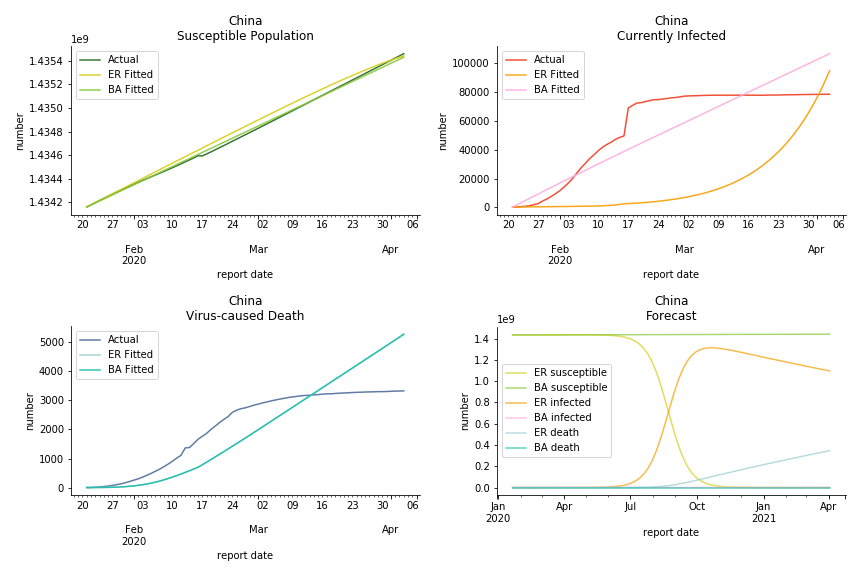 China
Susceptible Population
1e9
1.4354
1.4352
1.4350
1.4348
1.4346
1.4344
1.4342
number
Actual
ER Fitted
BA Fitted
20 27 03 10 17 24 02 09 16 23 30 06
Feb Mar Apr
2020
report date
China
Currently Infected
100000
80000
60000
40000
20000
0
number
Actual
ER Fitted
BA Fitted
20 27 03 10 17 24 02 09 16 23 30 06
Feb Mar Apr
2020
report date
China
Virus-caused Death
5000
4000
3000
2000
1000
0
number
Actual
ER Fitted
BA Fitted
20 27 03 10 17 24 02 09 16 23 30 06
Feb Mar Apr
2020
report date
China
Forecast
1e9
1.4
1.2
1.0
0.8
0.6
0.4
0.2
0.0
number
ER susceptible
BA susceptible
ER infected
BA infected
ER death
BA death
Jan Apr Jul Oct Jan Apr
2020 2021
report date